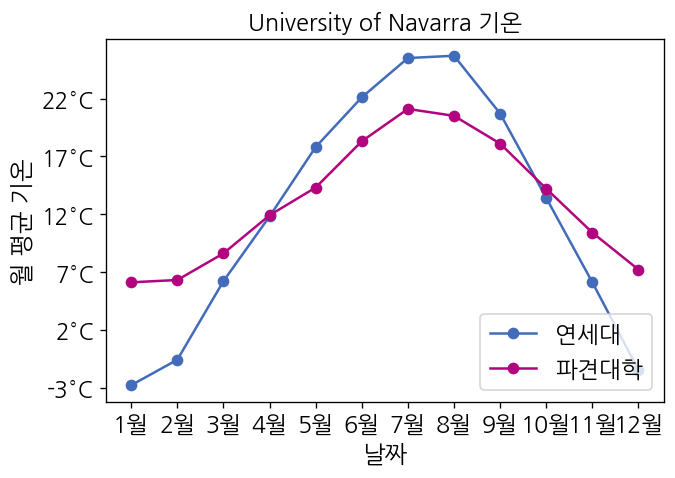 University of Navarra 기온
월 평균 기온
22°C
17°C
12°C
7°C
2°C
-3°C
연세대
파견대학
1월 2월 3월 4월 5월 6월 7월 8월 9월 10월 11월 12월
날짜